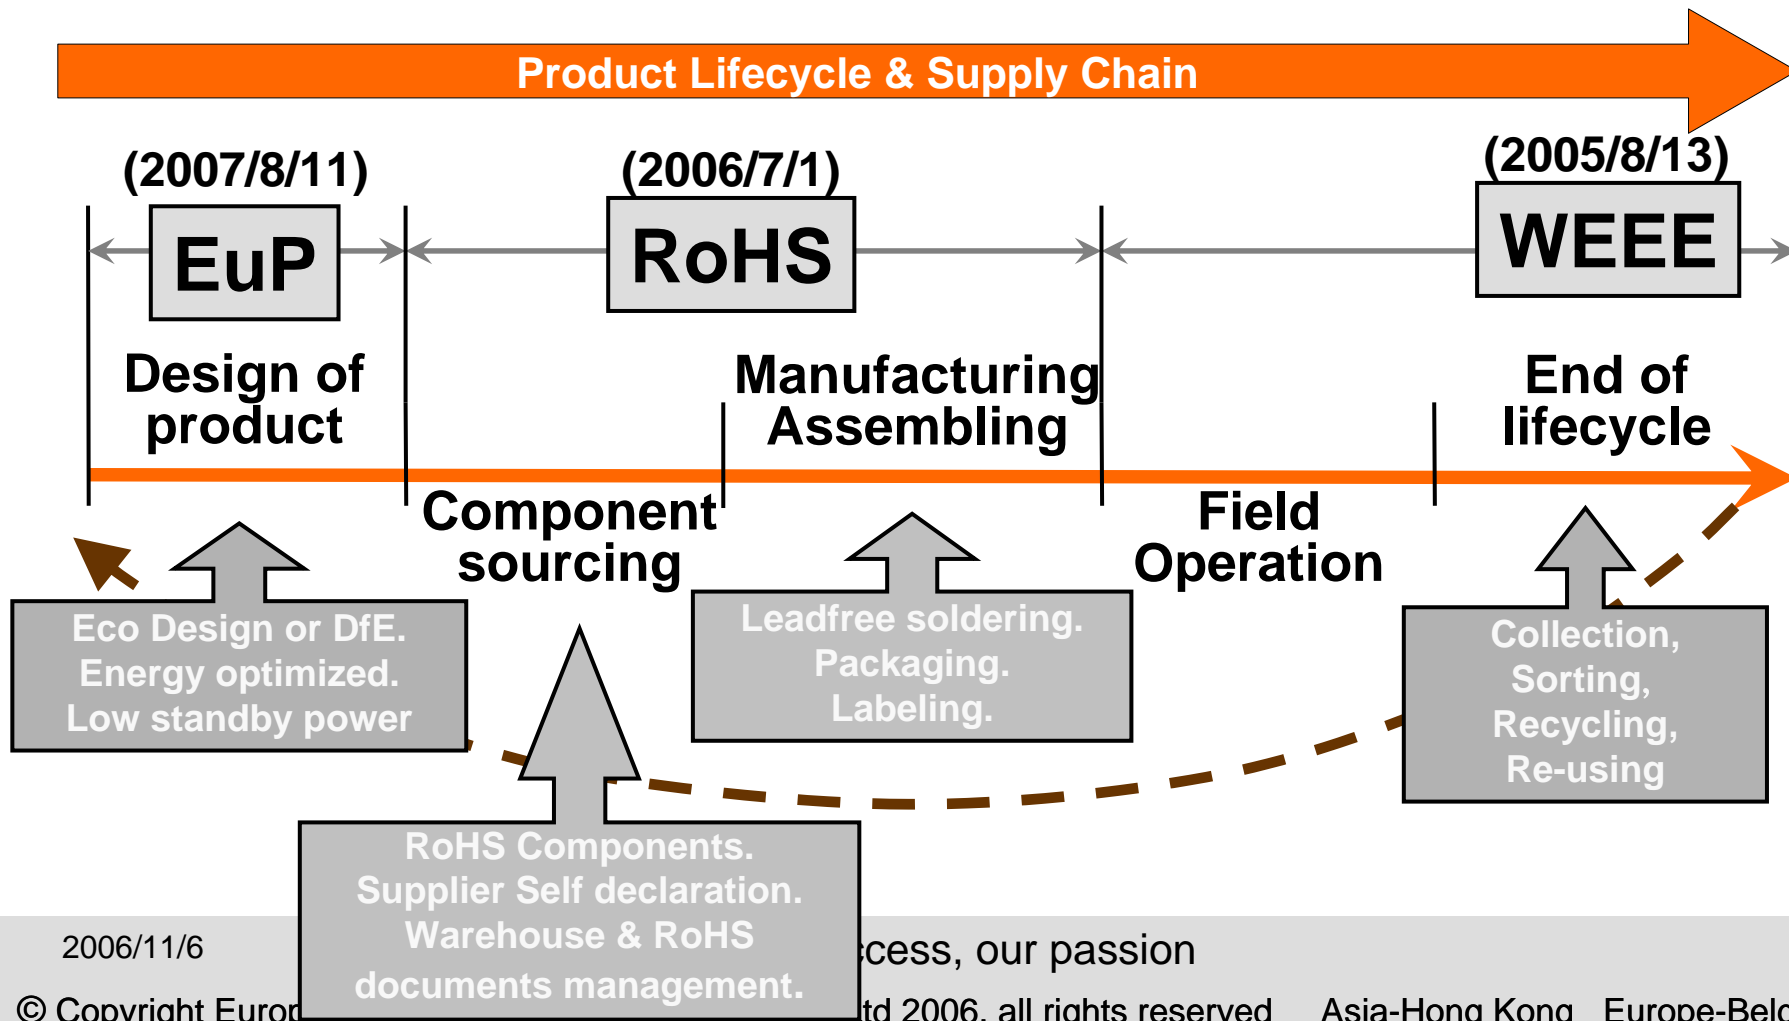 Product Lifecycle & Supply Chain
(2007/8/11)
(2006/7/1)
(2005/8/13)
EuP
RoHS
WEEE
Design of
product
Manufacturing
Assembling
End of
lifecycle
Component
sourcing
Field
Operation
Eco Design or DfE.
Energy optimized.
Low standby power
Leadfree soldering.
Packaging.
Labeling.
Collection,
Sorting,
Recycling,
Re-using
RoHS Components.
Supplier Self declaration.
Warehouse & RoHS
documents management.
2006/11/6
our passion
© Copyright 2006, all rights reserved Asia-Hong Kong